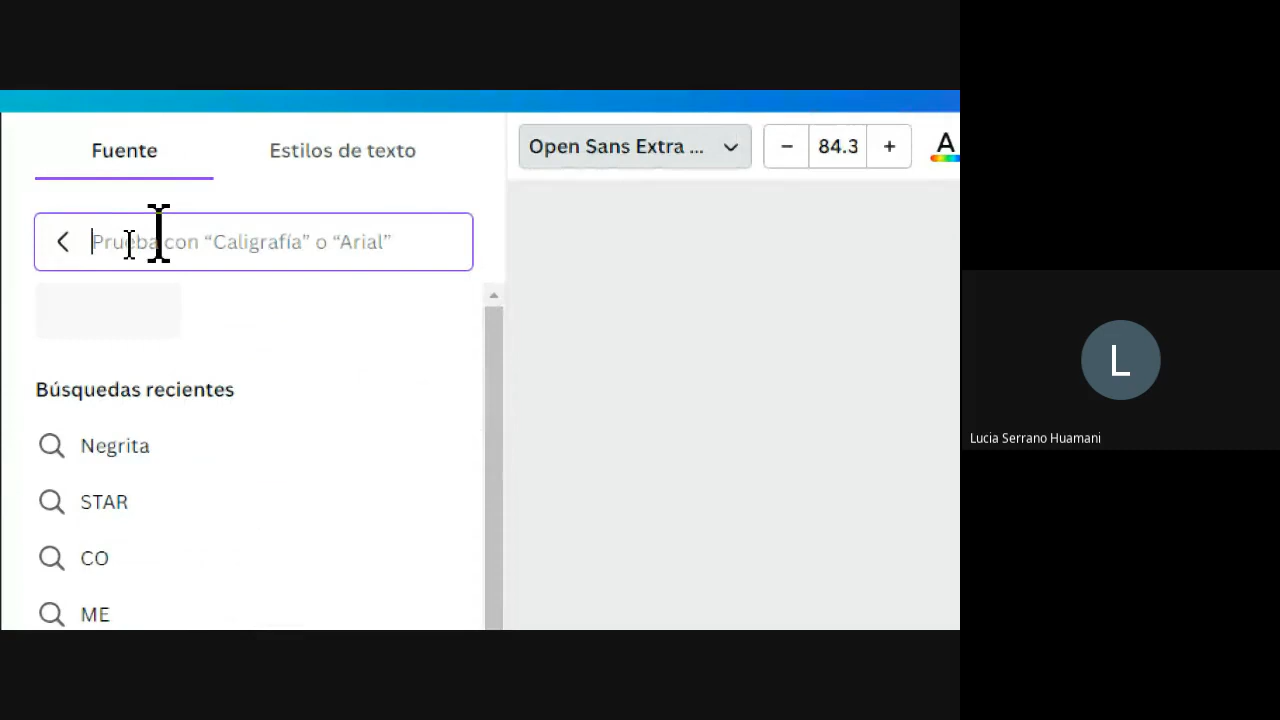 Fuente
Estilos de texto
Open Sans Extra ...
− 84.3 +
A
Prueba con “Caligrafía” o “Arial”
Búsquedas recientes
Negrita
STAR
CO
ME
L
Lucia Serrano Huamani